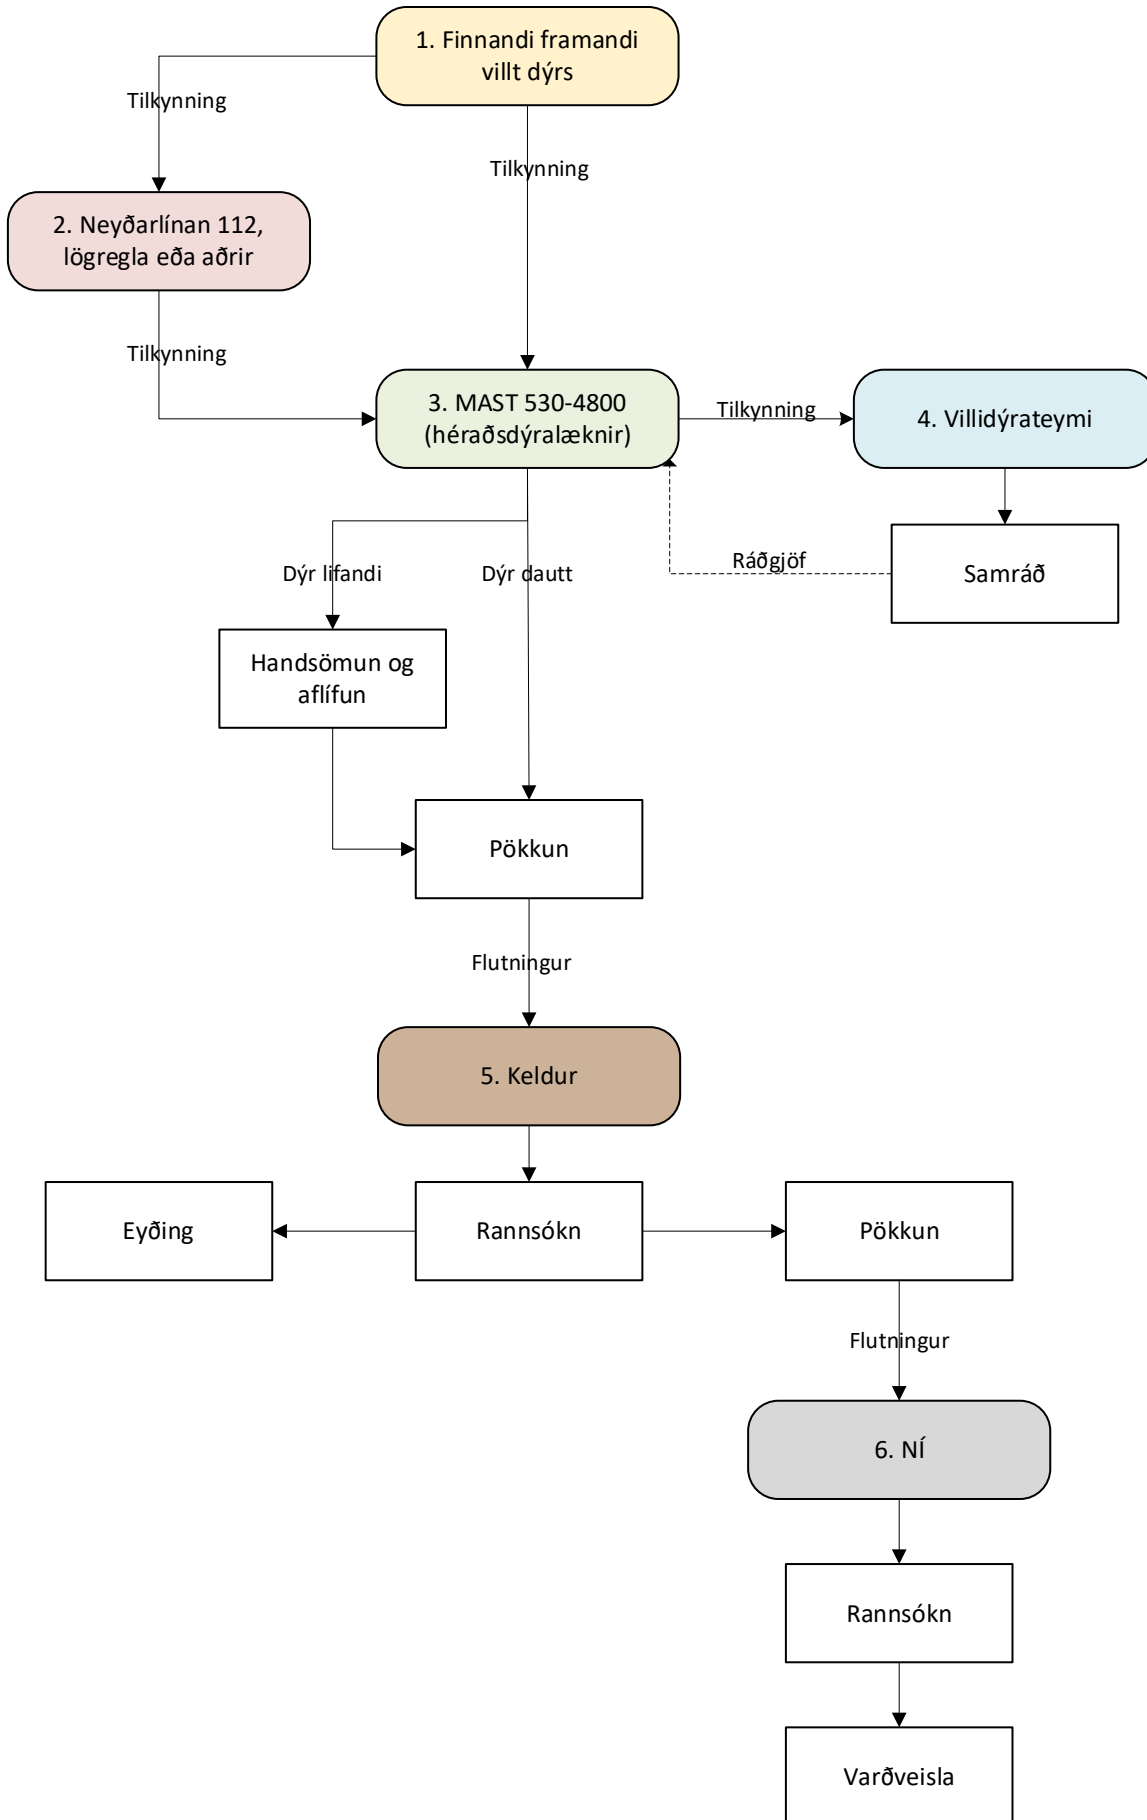 1. Finnandi framandi
villt dýrs
Tilkynning
Tilkynning
2. Neyðarlínan 112,
lögregla eða aðrir
Tilkynning
3. MAST 530-4800
(héraðsdýralæknir)
Tilkynning
4. Villidýrateymi
Ráðgjöf
Samráð
Dýr lifandi
Dýr dautt
Handsömun og
aflífun
Pökkun
Flutningur
5. Keldur
Eyðing
Rannsókn
Pökkun
Flutningur
6. NÍ
Rannsókn
Varðveisla